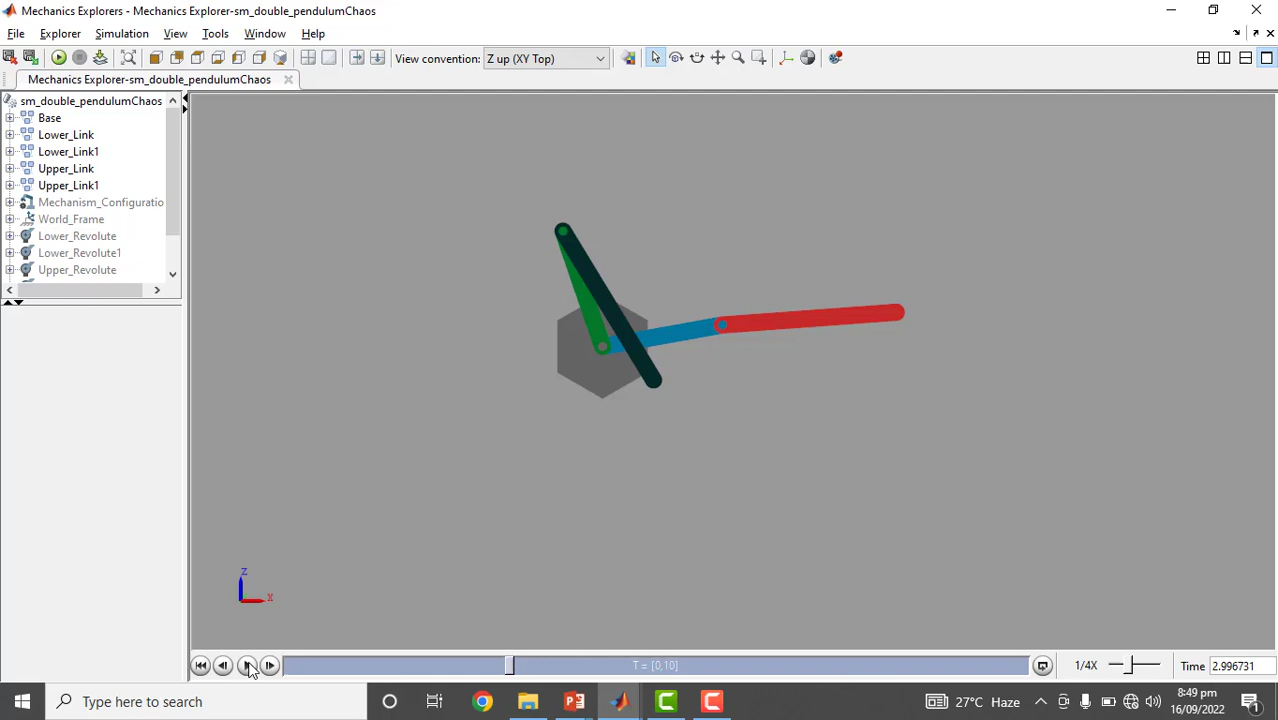 Mechanics Explorers - Mechanics Explorer-sm_double_pendulumChaos
File Explorer Simulation View Tools Window Help
View convention: Z up (XY Top)
Mechanics Explorer-sm_double_pendulumChaos
sm_double_pendulumChaos
Base
Lower_Link
Lower_Link1
Upper_Link
Upper_Link1
Mechanism_Configuratio
World_Frame
Lower_Revolute
Lower_Revolute1
Upper_Revolute
Z
X
T = [0,10]
1/4X
Time 2.996731
Type here to search
27°C Haze
8:49 pm
16/09/2022
1